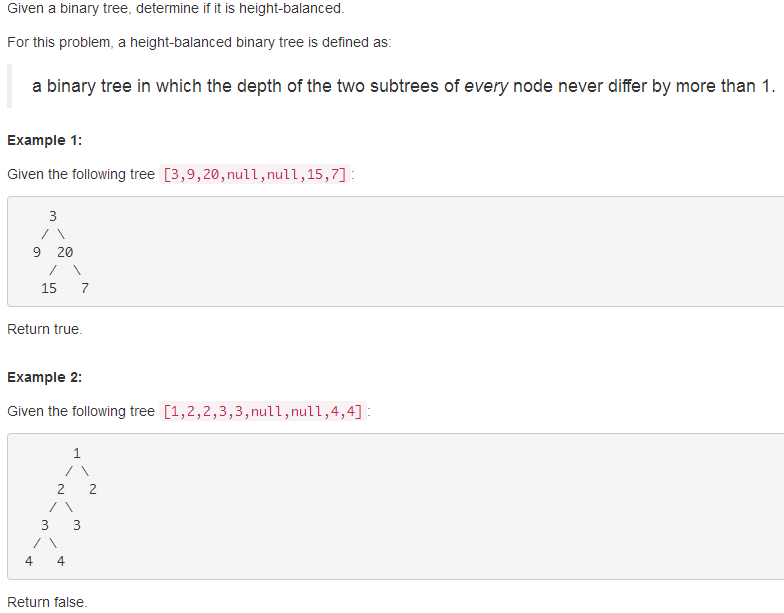 Given a binary tree, determine if it is height-balanced.
For this problem, a height-balanced binary tree is defined as:
a binary tree in which the depth of the two subtrees of every node never differ by more than 1.
Example 1:
Given the following tree [3,9,20,null,null,15,7]:
3
/ \
9 20
/ \
15 7
Return true.
Example 2:
Given the following tree [1,2,2,3,3,null,null,4,4]:
1
/ \
2 2
/ \
3 3
/ \
4 4
Return false.